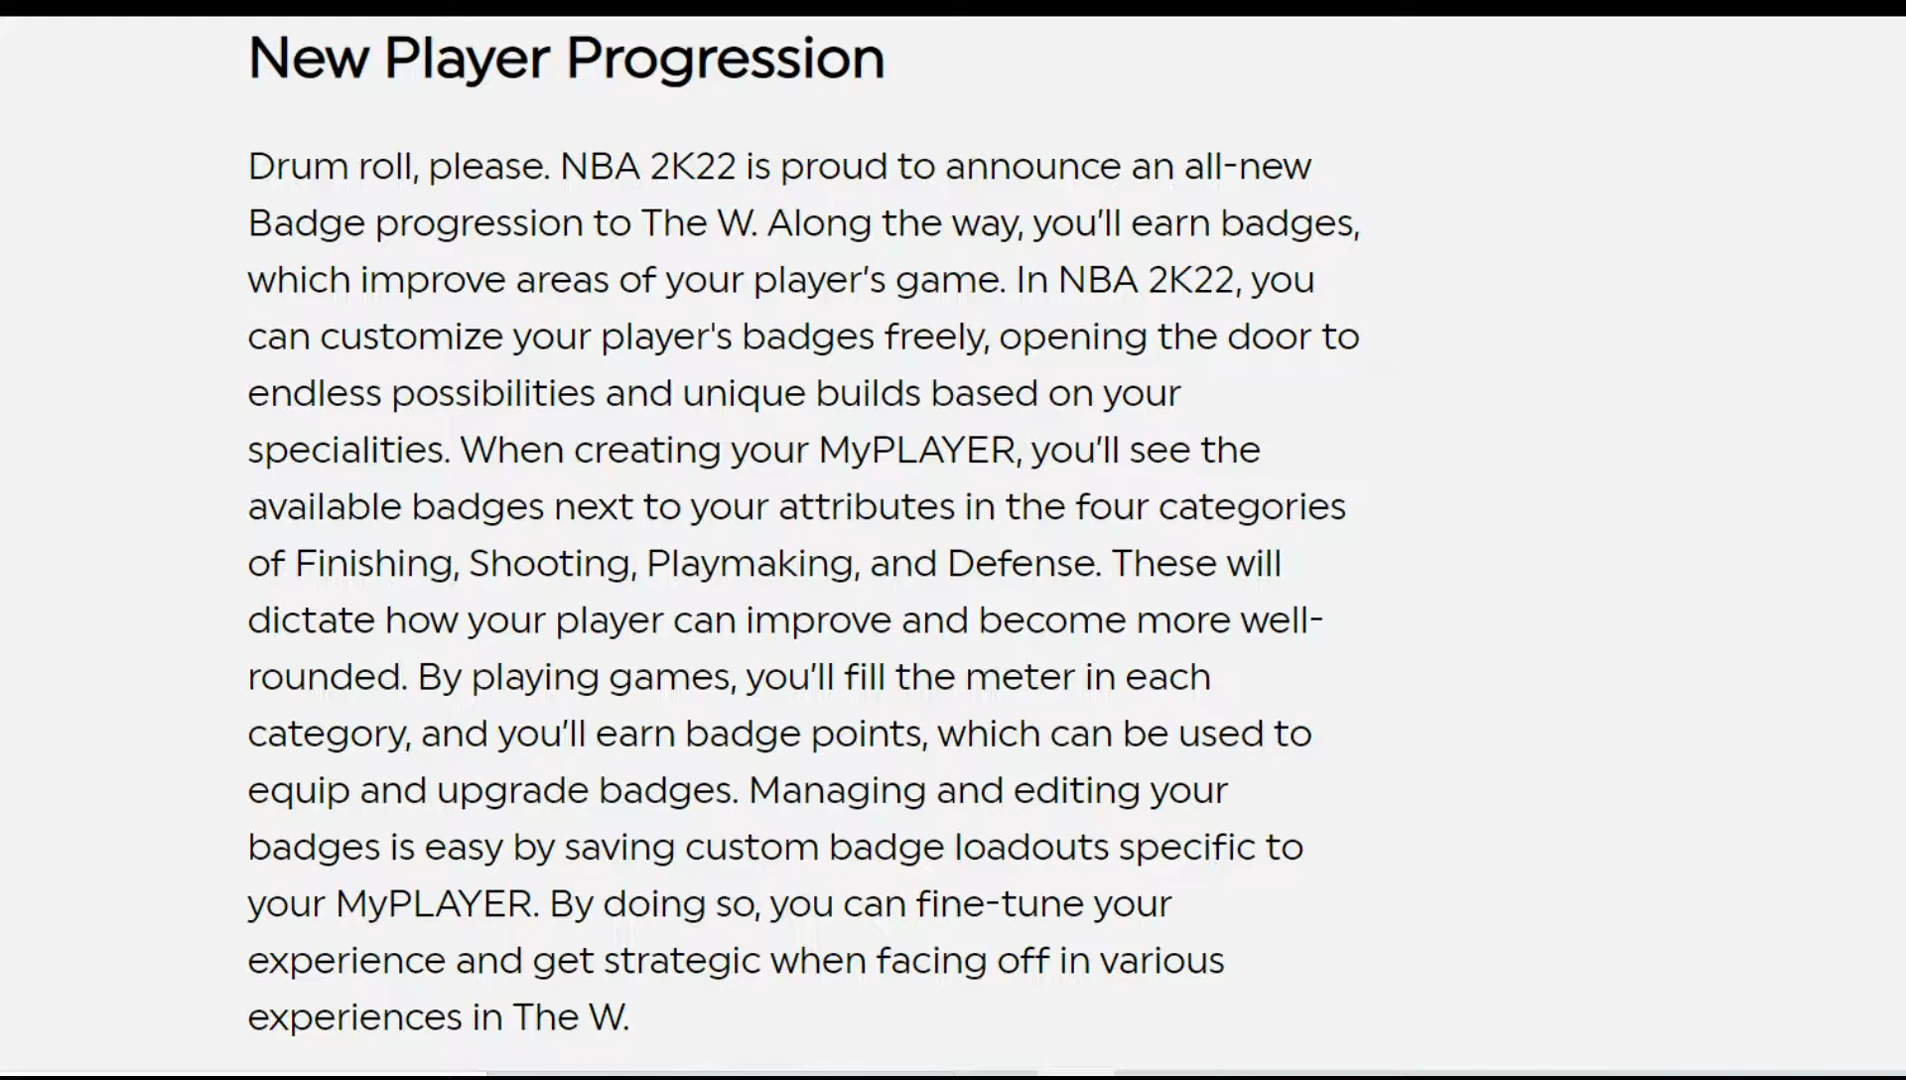 New Player Progression
Drum roll, please. NBA 2K22 is proud to announce an all-new
Badge progression to The W. Along the way, you’ll earn badges,
which improve areas of your player’s game. In NBA 2K22, you
can customize your player's badges freely, opening the door to
endless possibilities and unique builds based on your
specialities. When creating your MyPLAYER, you’ll see the
available badges next to your attributes in the four categories
of Finishing, Shooting, Playmaking, and Defense. These will
dictate how your player can improve and become more well-
rounded. By playing games, you’ll fill the meter in each
category, and you’ll earn badge points, which can be used to
equip and upgrade badges. Managing and editing your
badges is easy by saving custom badge loadouts specific to
your MyPLAYER. By doing so, you can fine-tune your
experience and get strategic when facing off in various
experiences in The W.